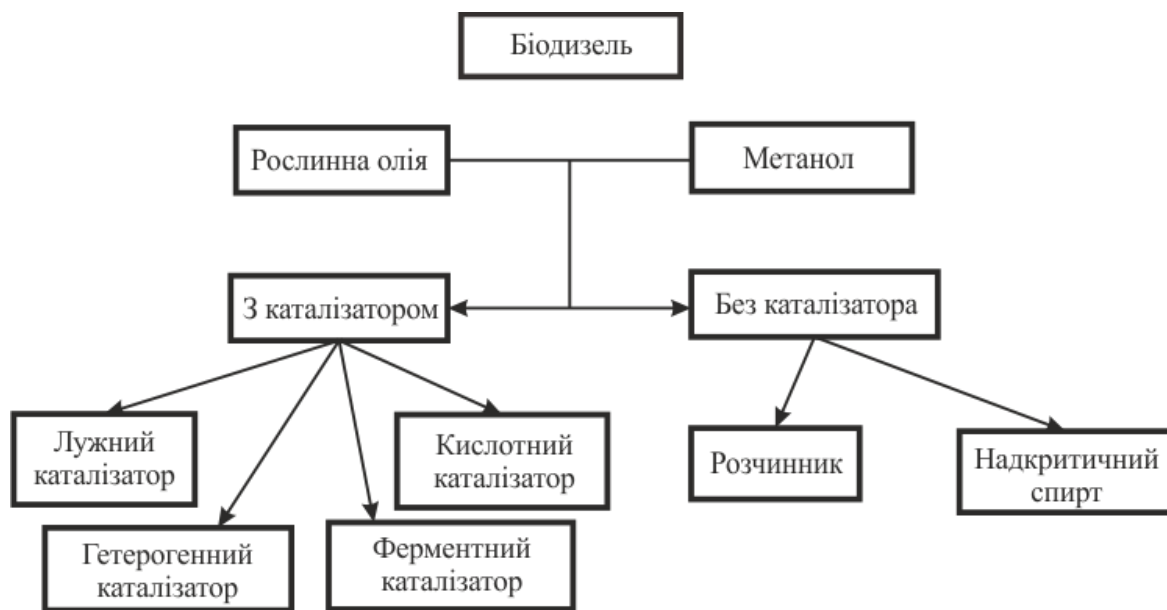 Біодизель
Рослинна олія
Метанол
З каталізатором
Без каталізатора
Лужний
каталізатор
Кислотний
каталізатор
Розчинник
Надкритичний
спирт
Гетерогенний
каталізатор
Ферментний
каталізатор